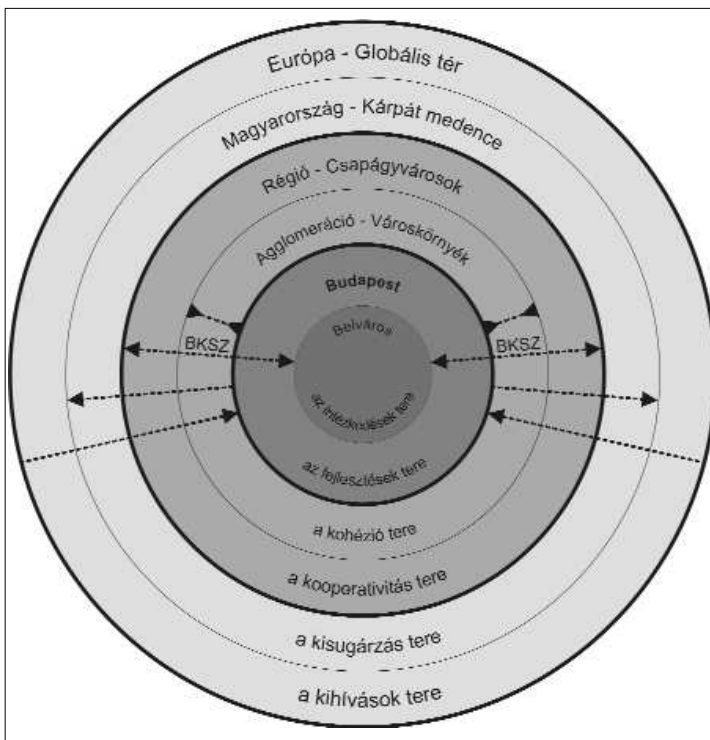 Európa - Globális tér
Magyarország - Kárpát medence
Régió - Csapágyvárosok
Agglomeráció - Városkörnyék
Budapost
Belváros
BKSZ
BKSZ
az intézkedések tere
az fejlesztések tere
a kohézió tere
a kooperativitás tere
a kisugárzás tere
a kihívások tere